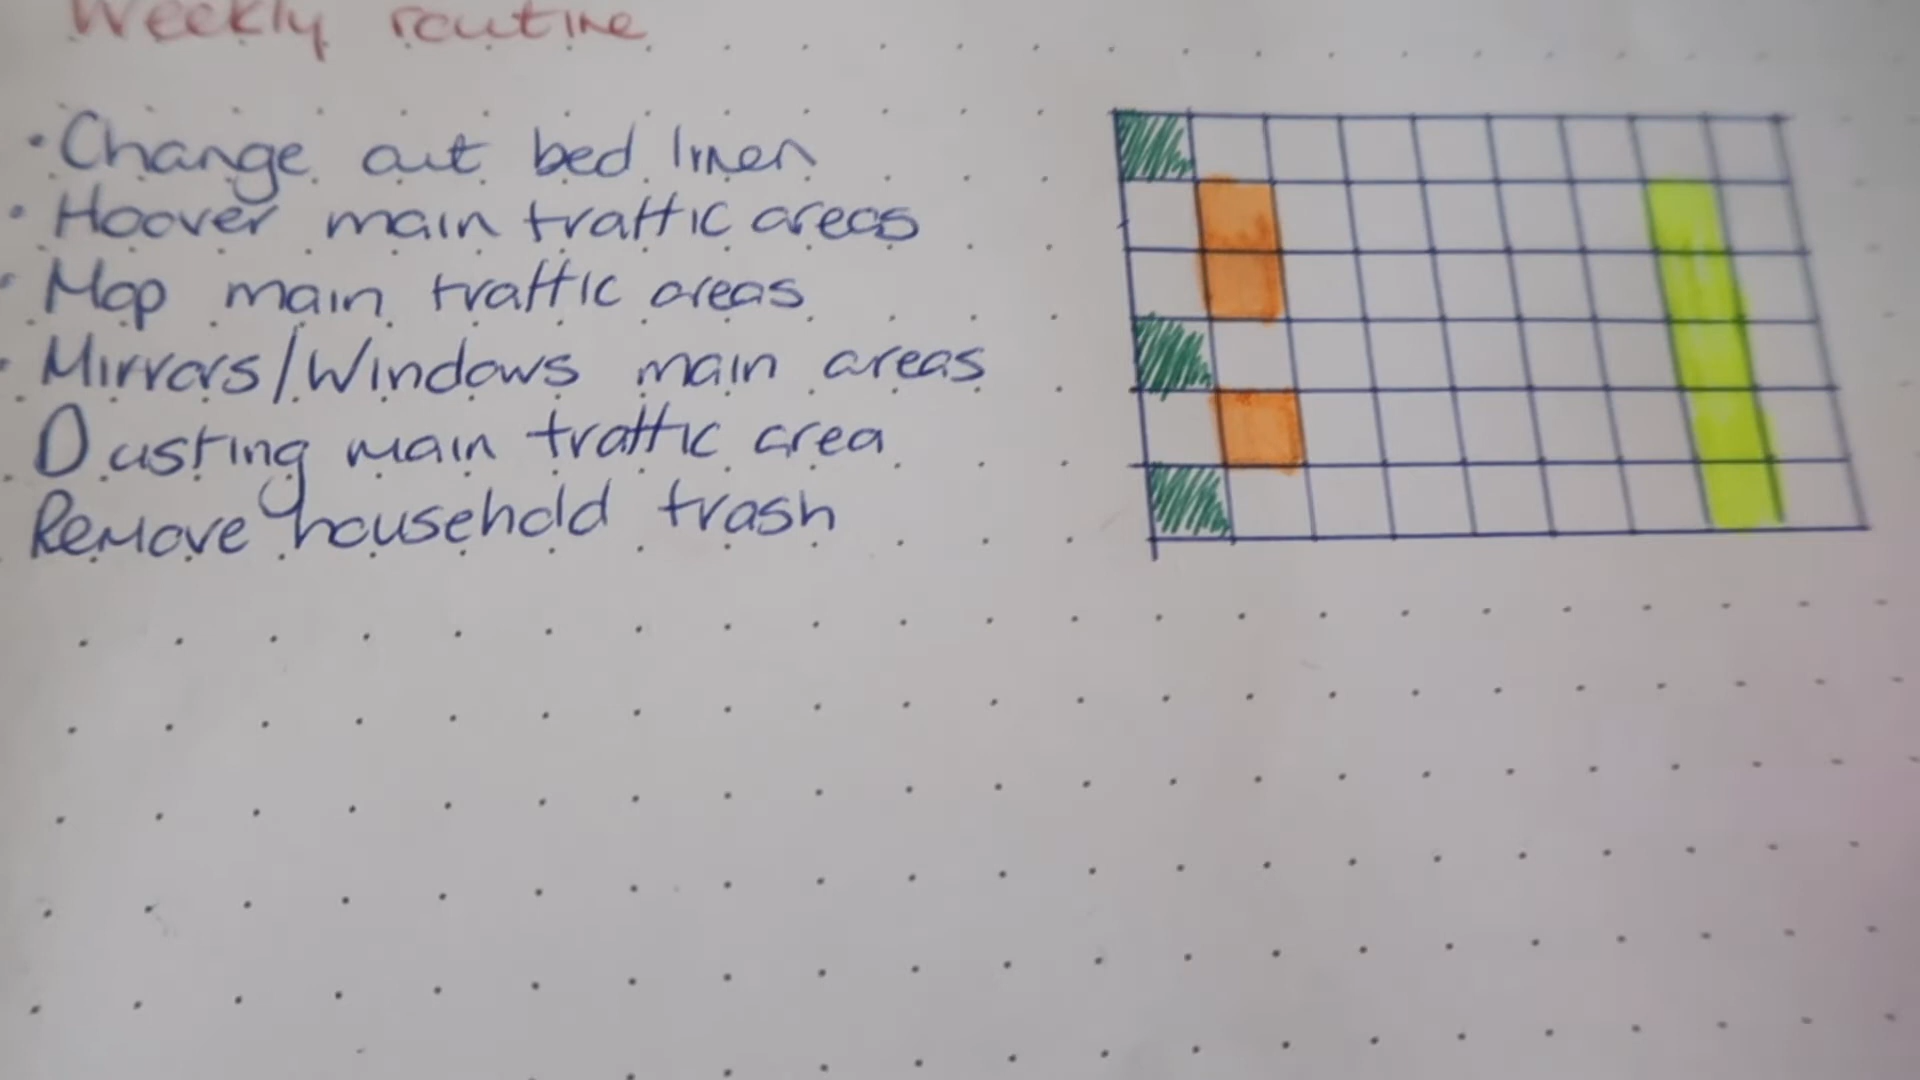 Weekly routine
· Change out bed linen
· Hoover main traffic areas
· Mop main traffic areas
· Mirrors/Windows main areas
Dusting main traffic area
Remove household trash